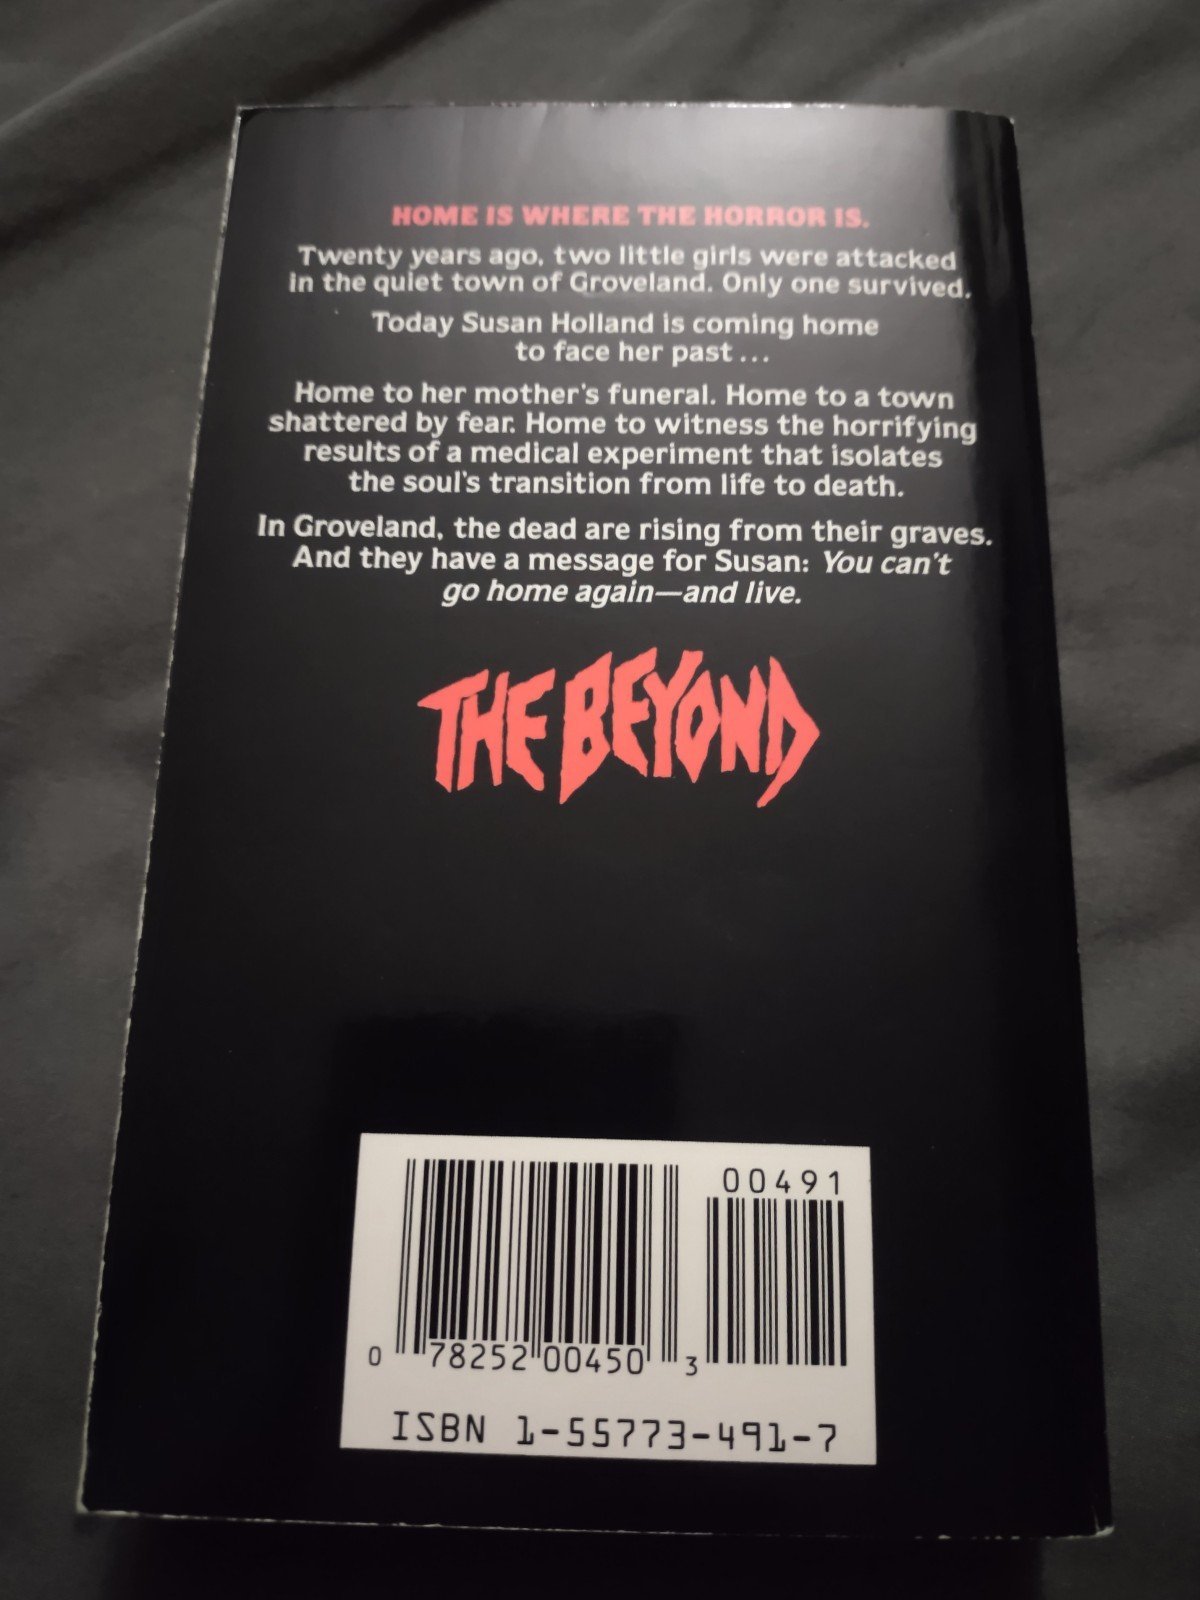 HOME IS WHERE THE HORROR IS.
Twenty years ago, two little girls were attacked
in the quiet town of Groveland. Only one survived.
Today Susan Holland is coming home
to face her past...
Home to her mother's funeral. Home to a town
shattered by fear. Home to witness the horrifying
results of a medical experiment that isolates
the soul's transition from life to death.
In Groveland, the dead are rising from their graves.
And they have a message for Susan: You can't
go home again—and live.
THE BEYOND
00491
0 78252 00450 3
ISBN 1-55773-491-7